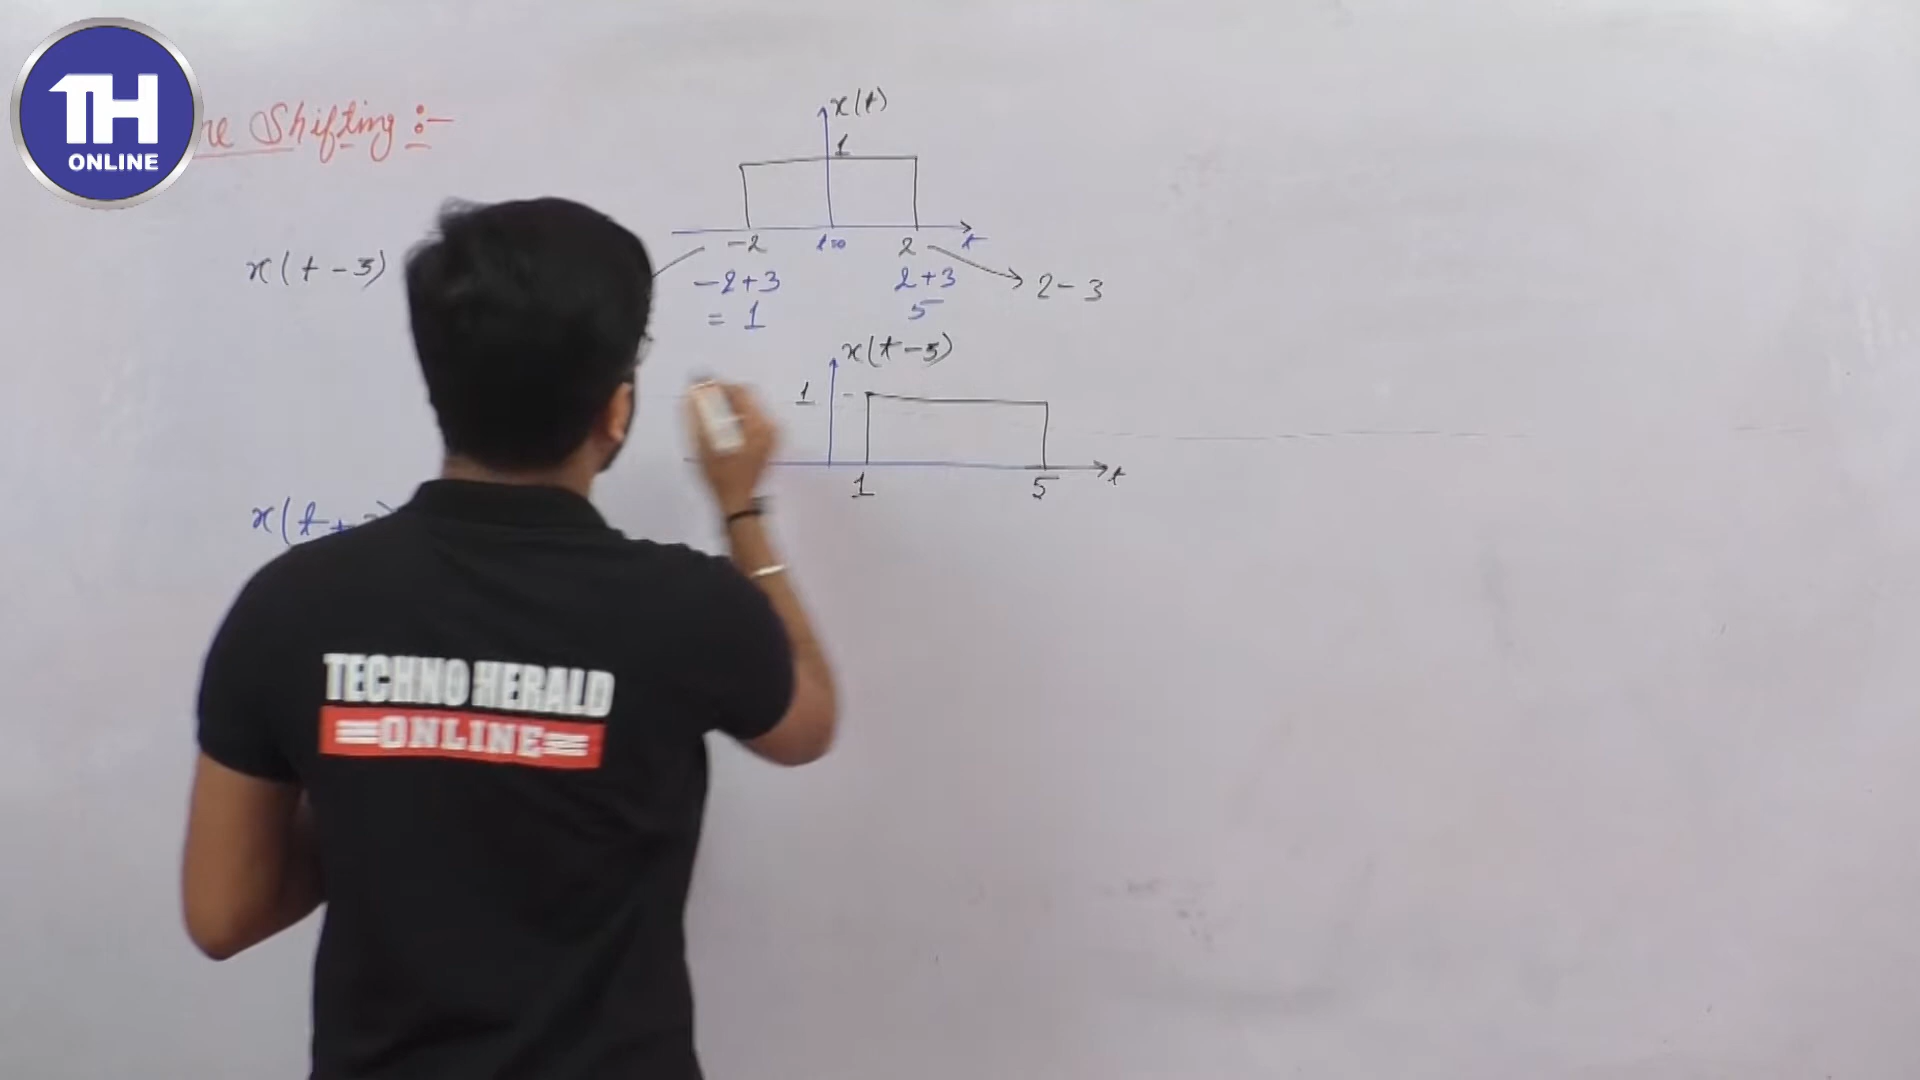 TH
ONLINE
Shifting :-
x(t)
1
-2 t=0 2 t
x(t-3)
-2+3 2+3 2-3
= 1 5
x(t-3)
1
1 5 t
x(t+
TECHNO HERALD
ONLINE